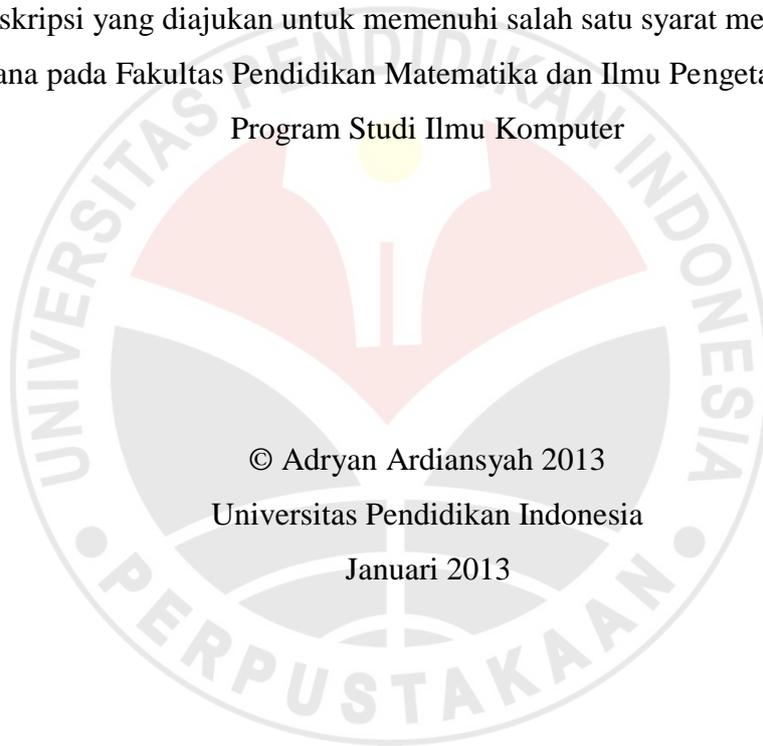 skripsi yang diajukan untuk memenuhi salah satu syarat me
ana pada Fakultas Pendidikan Matematika dan Ilmu Pengeta
Program Studi Ilmu Komputer
© Adryan Ardiansyah 2013
Universitas Pendidikan Indonesia
Januari 2013
UNIVERSITAS PENDIDIKAN INDONESIA
PERPUSTAKAAN